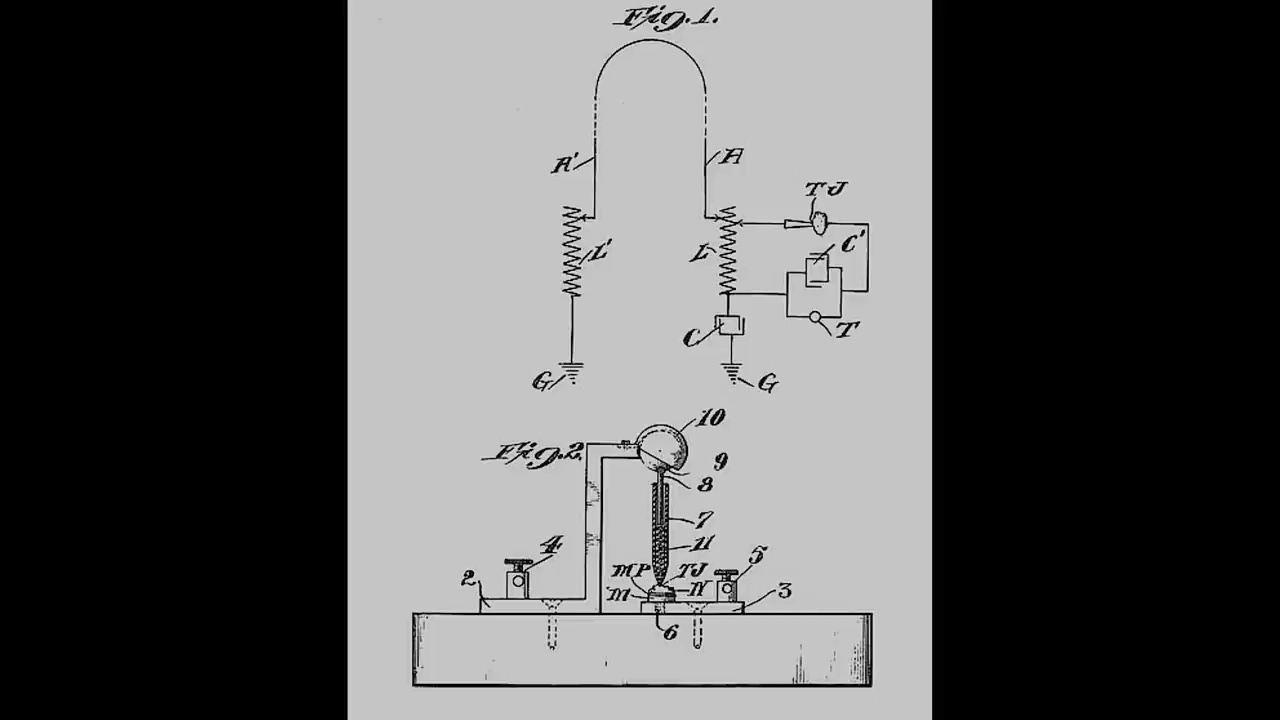 Fig. 1.
A' A
TJ
C'
L' L
C T
G G
10
Fig. 2.
9
8
7
4 11 5
MP TJ
2 M N 3
6